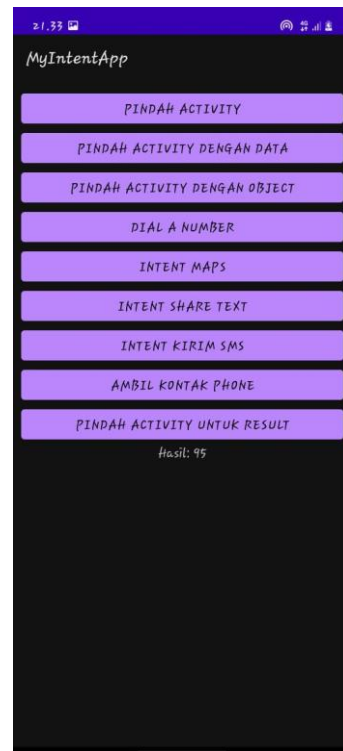 21.33
4G
MyIntentApp
PINDAH ACTIVITY
PINDAH ACTIVITY DENGAN DATA
PINDAH ACTIVITY DENGAN OBJECT
DIAL A NUMBER
INTENT MAPS
INTENT SHARE TEXT
INTENT KIRIM SMS
AMBIL KONTAK PHONE
PINDAH ACTIVITY UNTUK RESULT
Hasil: 95